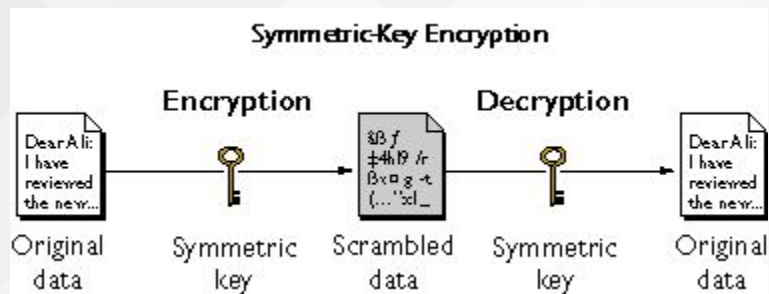 Symmetric-Key Encryption
Encryption
Decryption
Dear Ali:
I have
reviewed
the new...
Dear Ali:
I have
reviewed
the new...
Original
data
Symmetric
key
Scrambled
data
Symmetric
key
Original
data